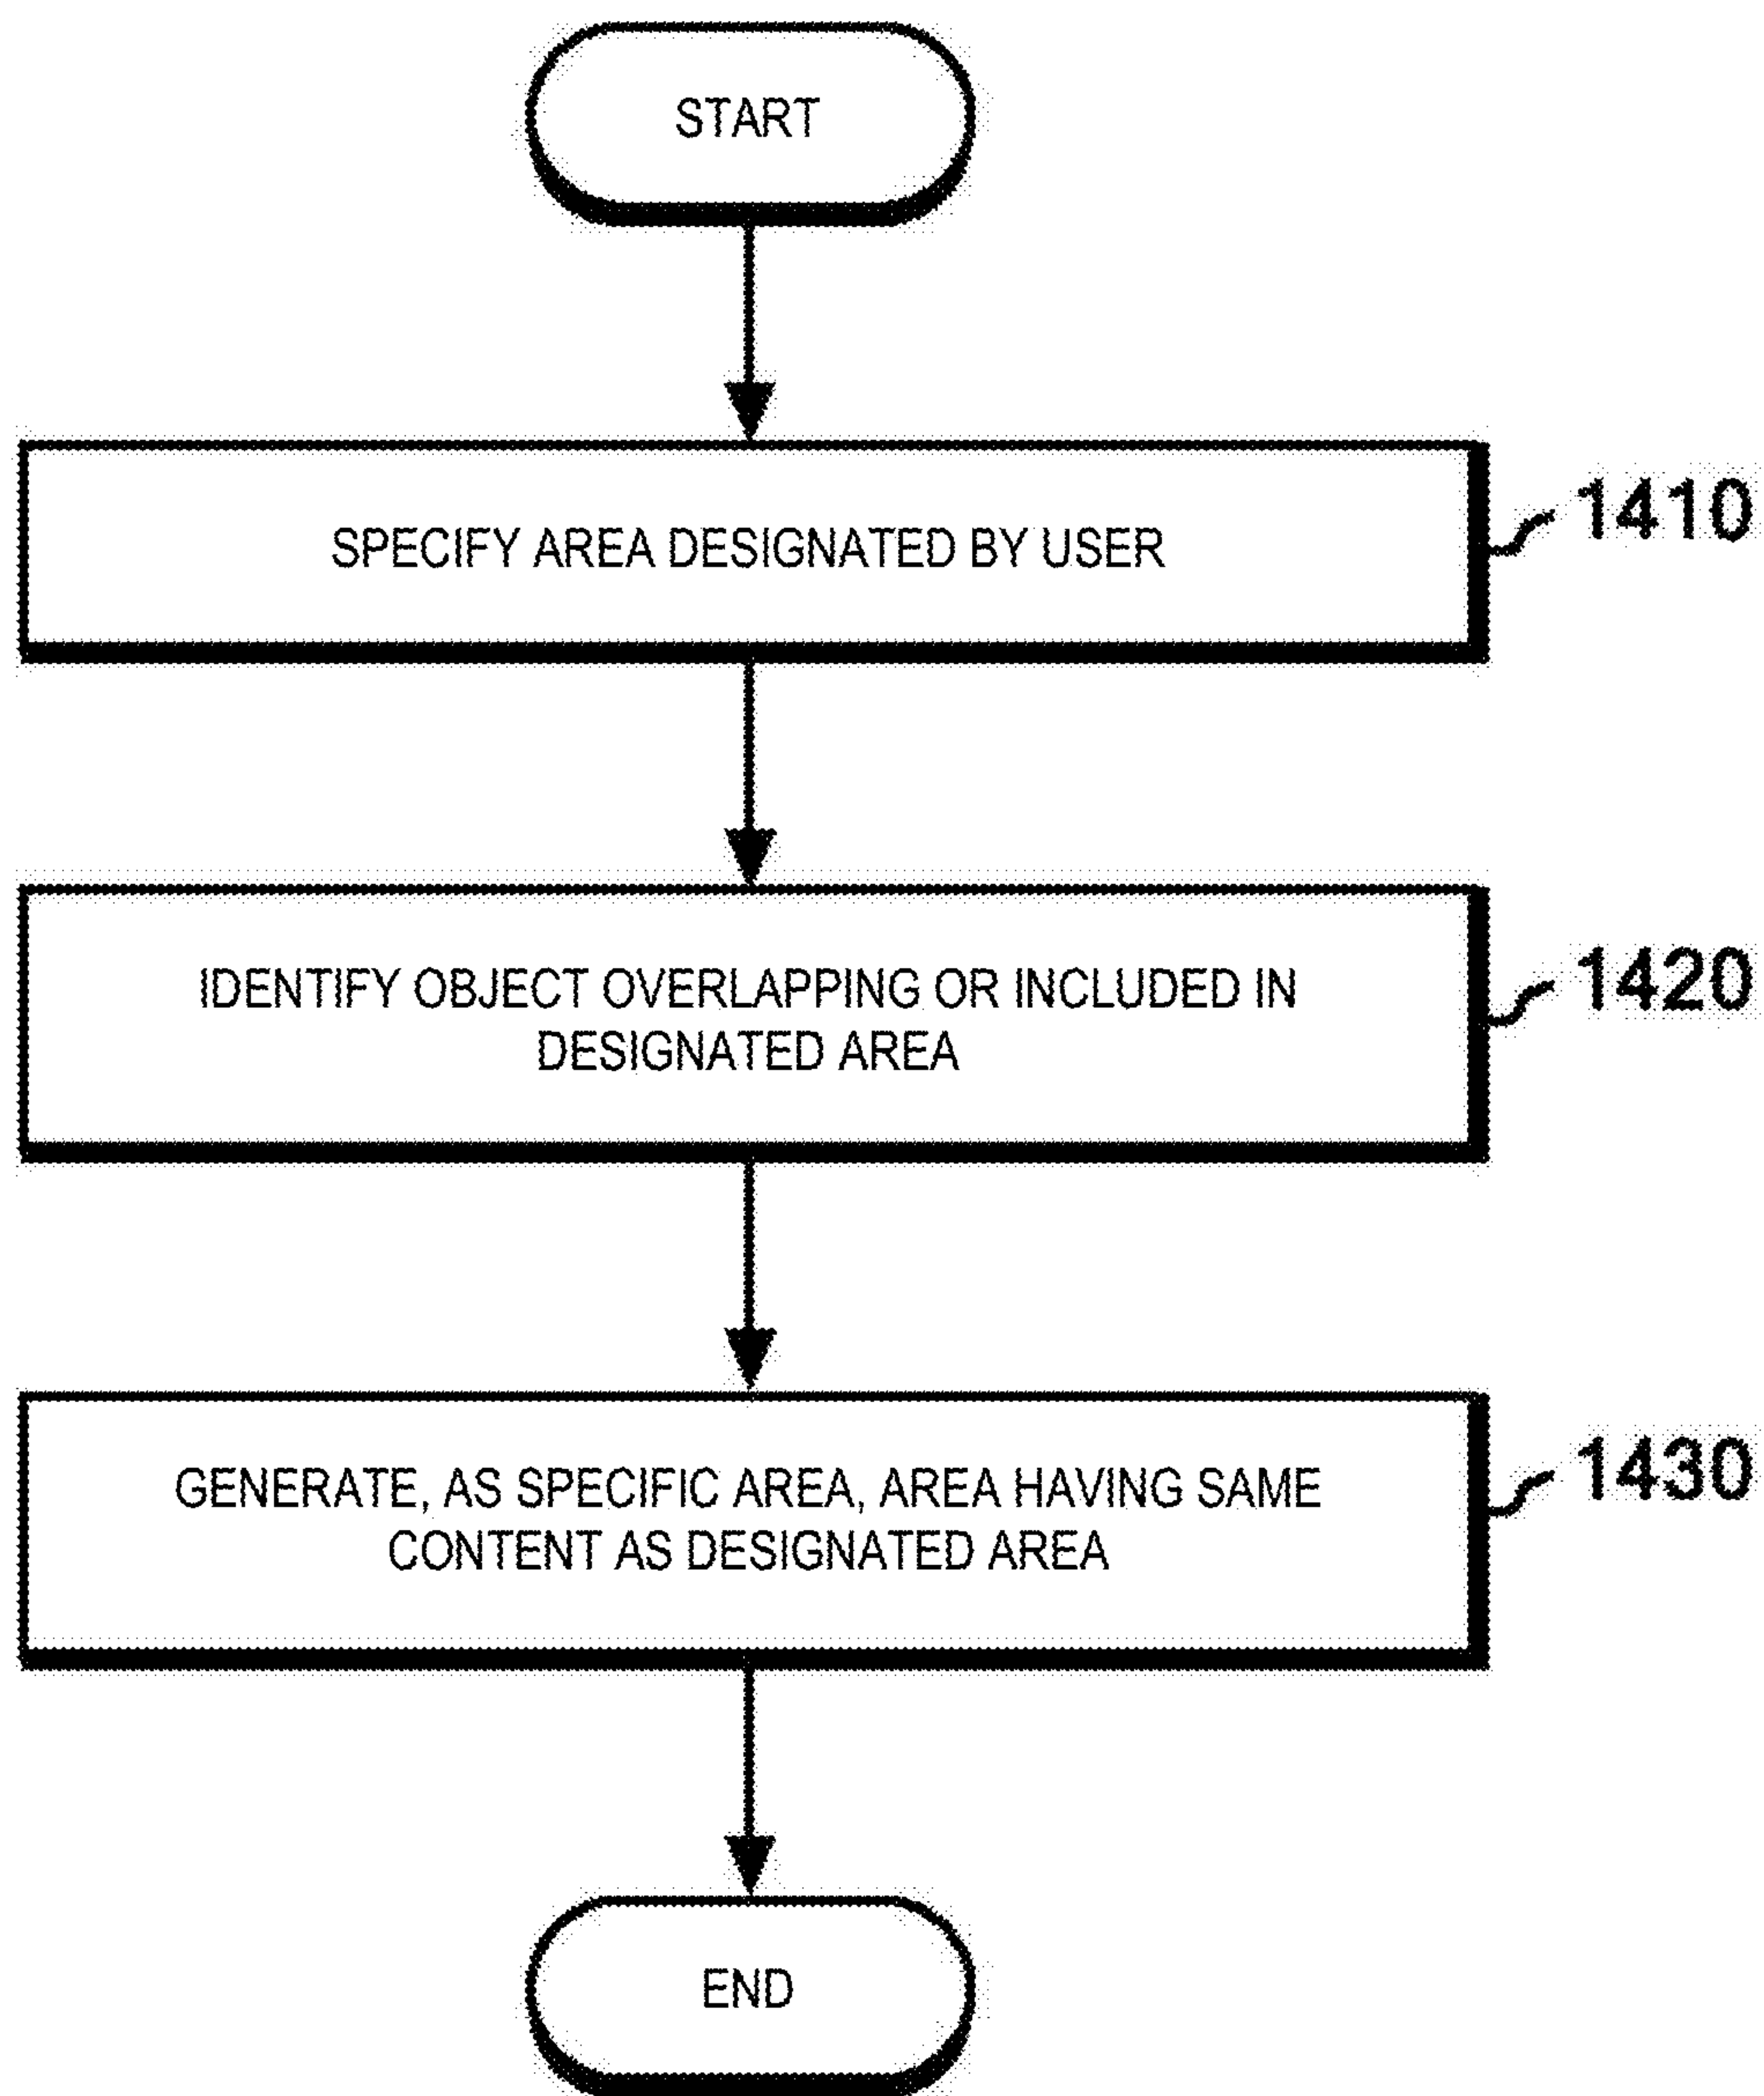 START
SPECIFY AREA DESIGNATED BY USER
1410
IDENTIFY OBJECT OVERLAPPING OR INCLUDED IN
DESIGNATED AREA
1420
GENERATE, AS SPECIFIC AREA, AREA HAVING SAME
CONTENT AS DESIGNATED AREA
1430
END